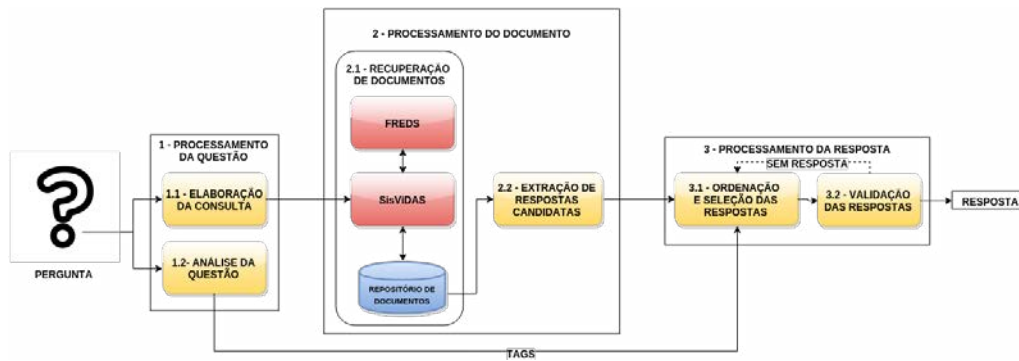 PERGUNTA
1 - PROCESSAMENTO
DA QUESTÃO
1.1 - ELABORAÇÃO
DA CONSULTA
1.2- ANÁLISE DA
QUESTÃO
2 - PROCESSAMENTO DO DOCUMENTO
2.1 - RECUPERAÇÃO
DE DOCUMENTOS
FREDS
SisViDAS
REPOSITÓRIO DE
DOCUMENTOS
2.2 - EXTRAÇÃO DE
RESPOSTAS
CANDIDATAS
3 - PROCESSAMENTO DA RESPOSTA
SEM RESPOSTA
3.1 - ORDENAÇÃO
E SELEÇÃO DAS
RESPOSTAS
3.2 - VALIDAÇÃO
DAS RESPOSTAS
RESPOSTA
TAGS